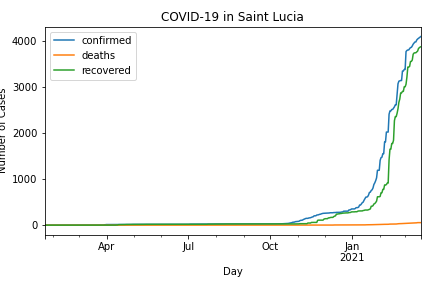 COVID-19 in Saint Lucia
confirmed
deaths
recovered
4000
3000
2000
1000
0
Number of Cases
Apr
Jul
Oct
Jan
2021
Day